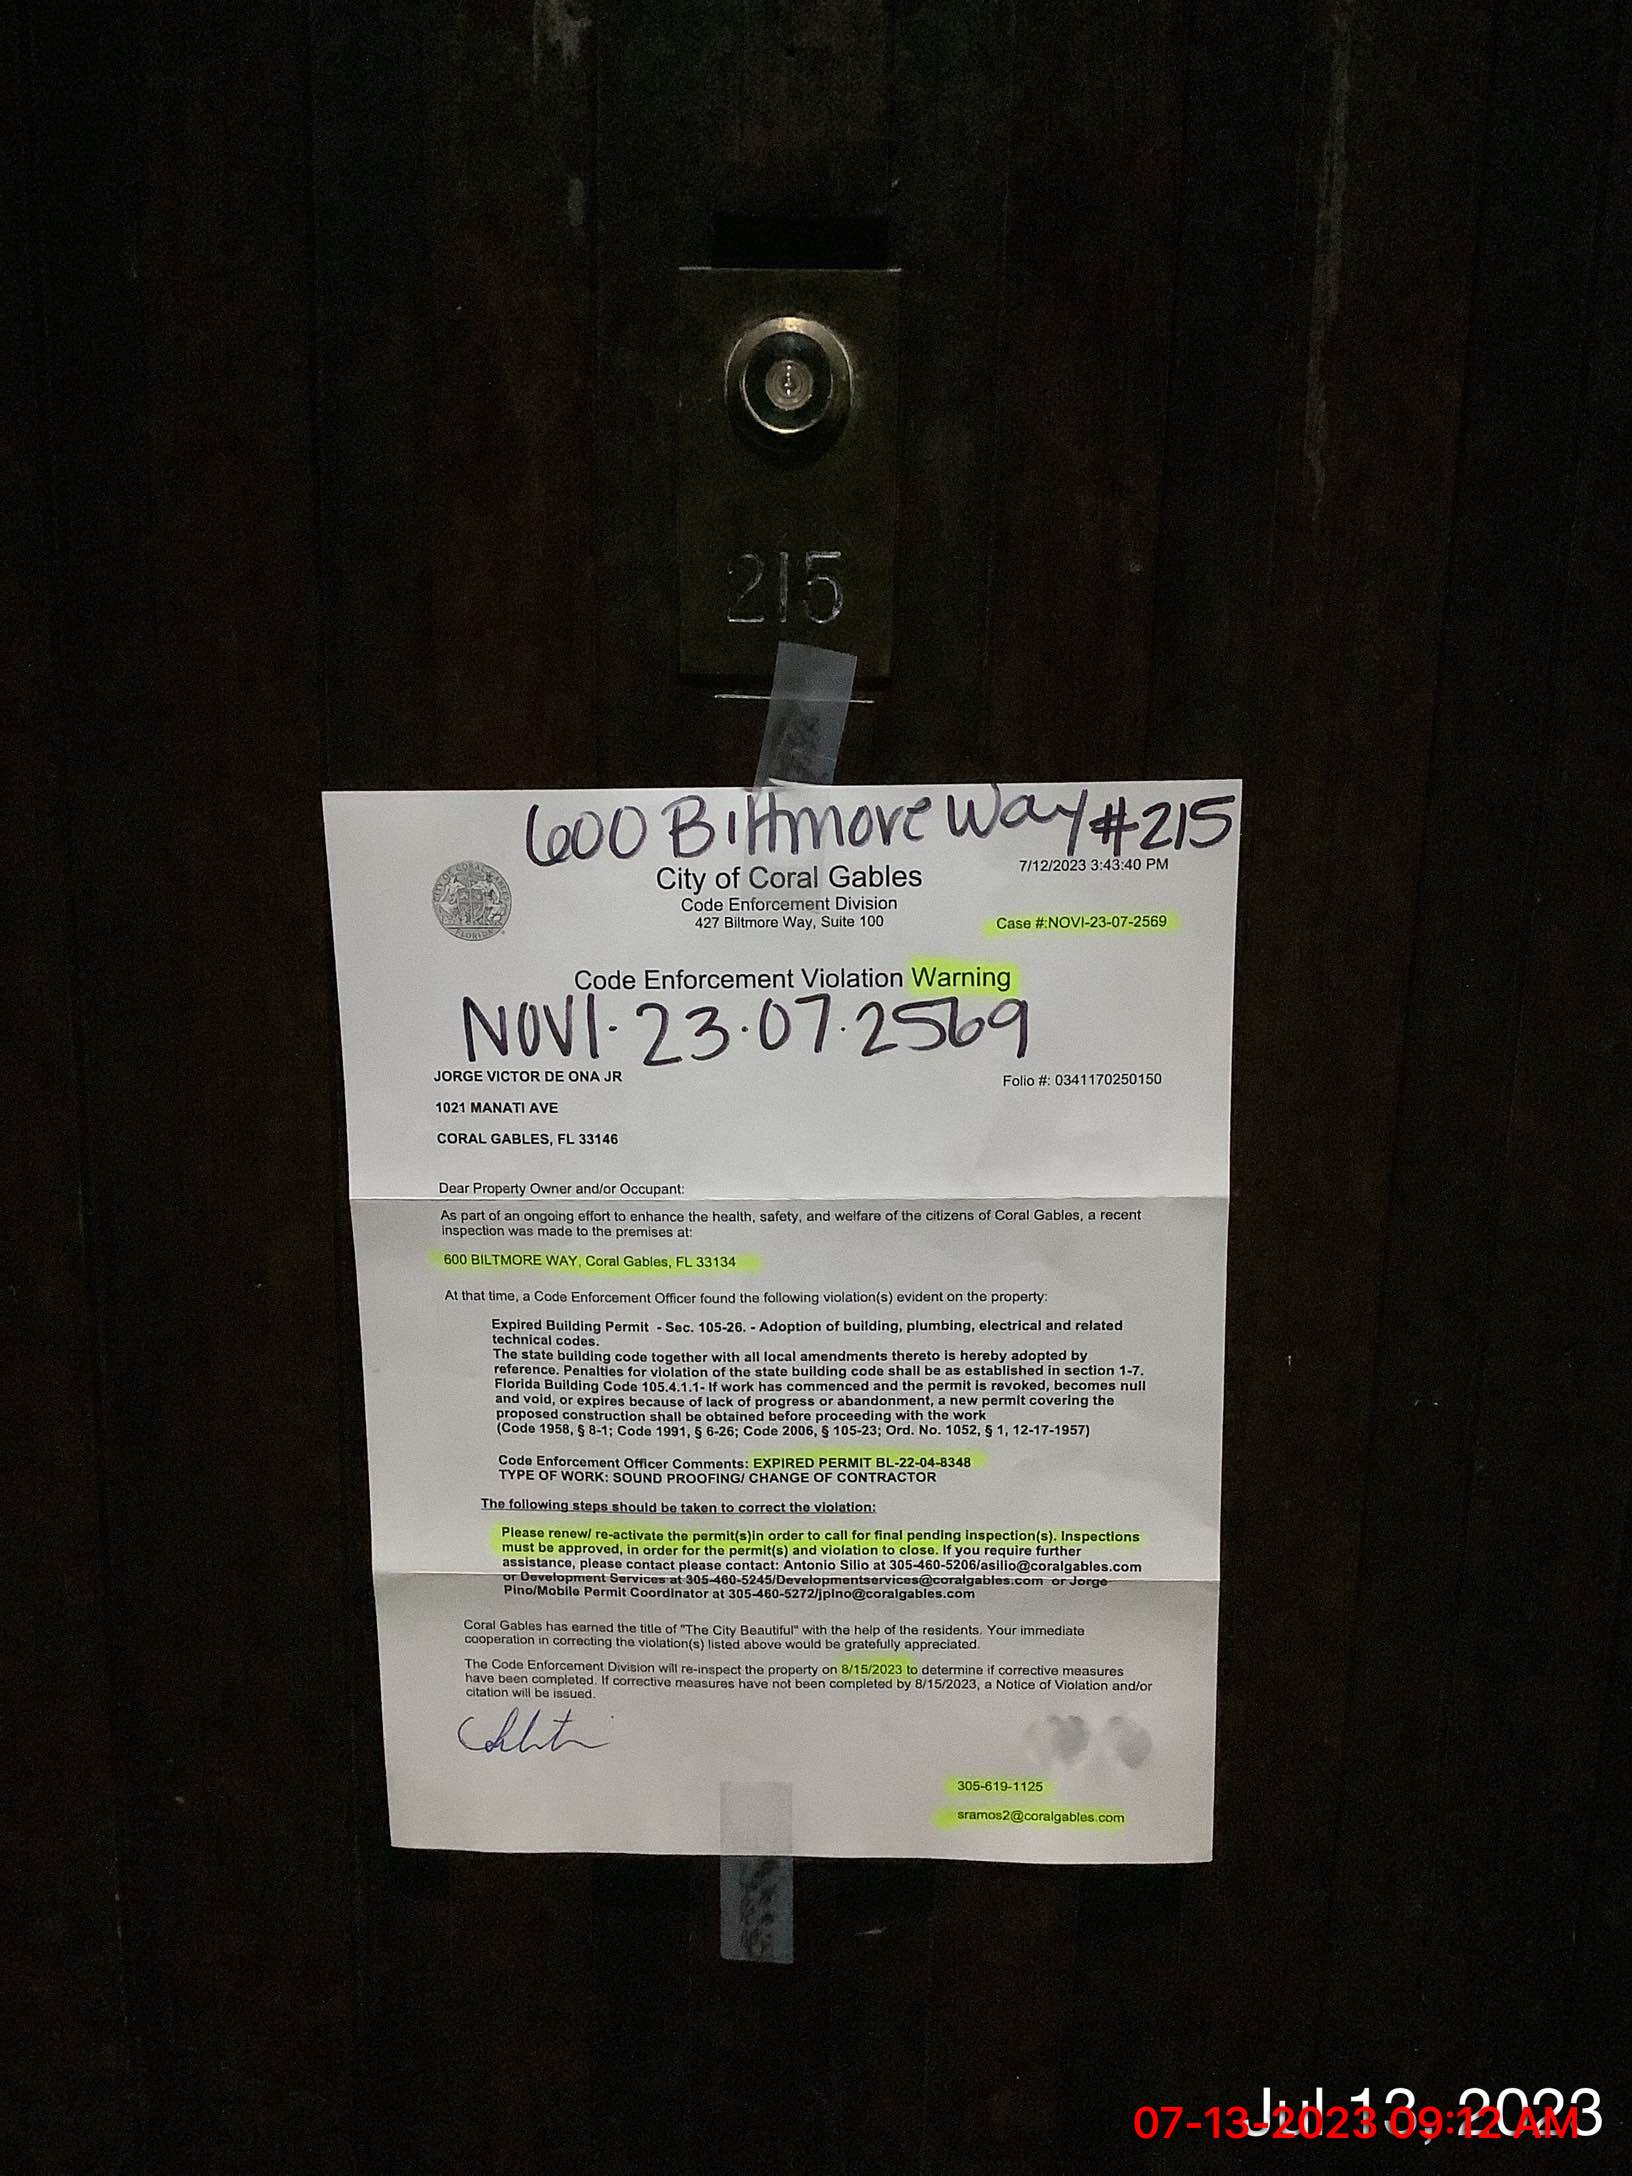 215
600 Biltmore Way #215
7/12/2023 3:43:40 PM
City of Coral Gables
Code Enforcement Division
427 Biltmore Way, Suite 100
Case #:NOVI-23-07-2569
Code Enforcement Violation Warning
NOVI-23-07-2569
JORGE VICTOR DE ONA JR
Folio #: 0341170250150
1021 MANATI AVE
CORAL GABLES, FL 33146
Dear Property Owner and/or Occupant:
As part of an ongoing effort to enhance the health, safety, and welfare of the citizens of Coral Gables, a recent
inspection was made to the premises at:
600 BILTMORE WAY, Coral Gables, FL 33134
At that time, a Code Enforcement Officer found the following violation(s) evident on the property:
Expired Building Permit - Sec. 105-26. - Adoption of building, plumbing, electrical and related
technical codes.
The state building code together with all local amendments thereto is hereby adopted by
reference. Penalties for violation of the state building code shall be as established in section 1-7.
Florida Building Code 105.4.1.1- If work has commenced and the permit is revoked, becomes null
and void, or expires because of lack of progress or abandonment, a new permit covering the
proposed construction shall be obtained before proceeding with the work
(Code 1958, § 8-1; Code 1991, § 6-26; Code 2006, § 105-23; Ord. No. 1052, § 1, 12-17-1957)
Code Enforcement Officer Comments: EXPIRED PERMIT BL-22-04-8348
TYPE OF WORK: SOUND PROOFING/ CHANGE OF CONTRACTOR
The following steps should be taken to correct the violation:
Please renew/ re-activate the permit(s)in order to call for final pending inspection(s). Inspections
must be approved, in order for the permit(s) and violation to close. If you require further
assistance, please contact please contact: Antonio Silio at 305-460-5206/asilio@coralgables.com
or Development Services at 305-460-5245/Developmentservices@coralgables.com or Jorge
Pino/Mobile Permit Coordinator at 305-460-5272/jpino@coralgables.com
Coral Gables has earned the title of "The City Beautiful" with the help of the residents. Your immediate
cooperation in correcting the violation(s) listed above would be gratefully appreciated.
The Code Enforcement Division will re-inspect the property on 8/15/2023 to determine if corrective measures
have been completed. If corrective measures have not been completed by 8/15/2023, a Notice of Violation and/or
citation will be issued.
305-619-1125
sramos2@coralgables.com
Jul 13, 2023
07-13-2023 09:12 AM